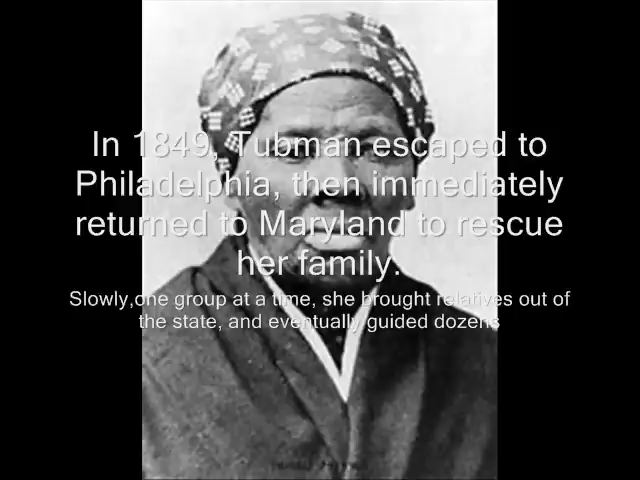 In 1849, Tubman escaped to
Philadelphia, then immediately
returned to Maryland to rescue
her family.
Slowly,one group at a time, she brought relatives out of
the state, and eventually guided dozens